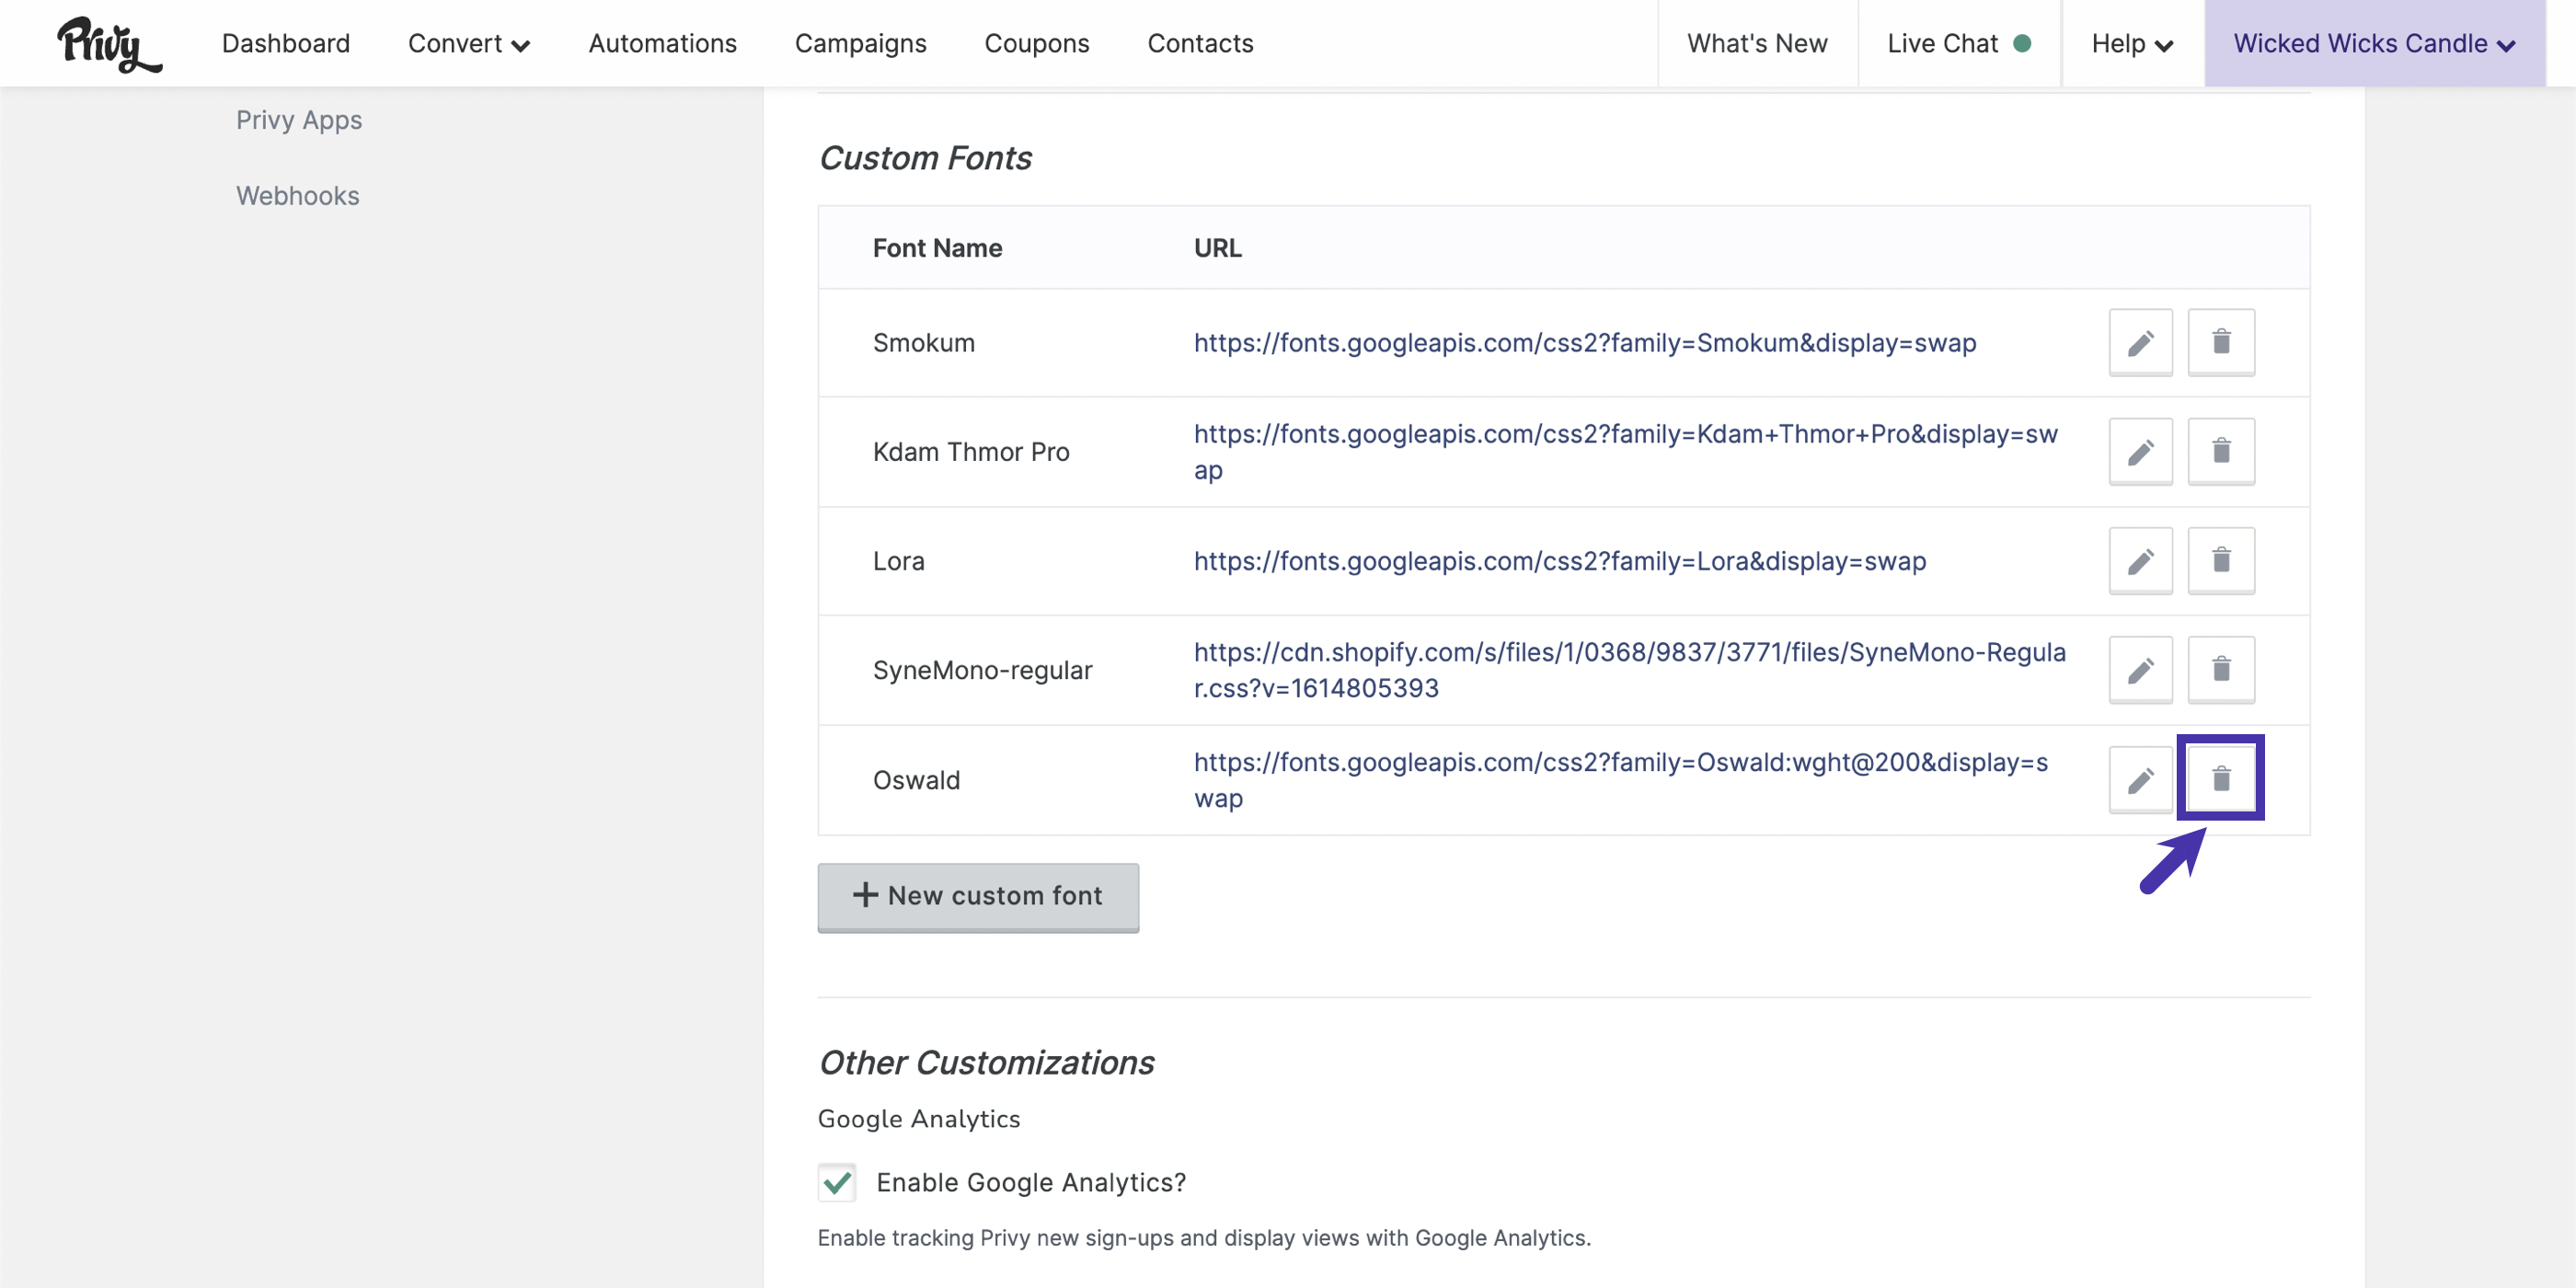 Privy Dashboard Convert Automations Campaigns Coupons Contacts What's New Live Chat Help Wicked Wicks Candle
Privy Apps
Webhooks
Custom Fonts
Font Name URL
Smokum https://fonts.googleapis.com/css2?family=Smokum&display=swap
Kdam Thmor Pro https://fonts.googleapis.com/css2?family=Kdam+Thmor+Pro&display=sw
ap
Lora https://fonts.googleapis.com/css2?family=Lora&display=swap
SyneMono-regular https://cdn.shopify.com/s/files/1/0368/9837/3771/files/SyneMono-Regula
r.css?v=1614805393
Oswald https://fonts.googleapis.com/css2?family=Oswald:wght@200&display=s
wap
+ New custom font
Other Customizations
Google Analytics
Enable Google Analytics?
Enable tracking Privy new sign-ups and display views with Google Analytics.